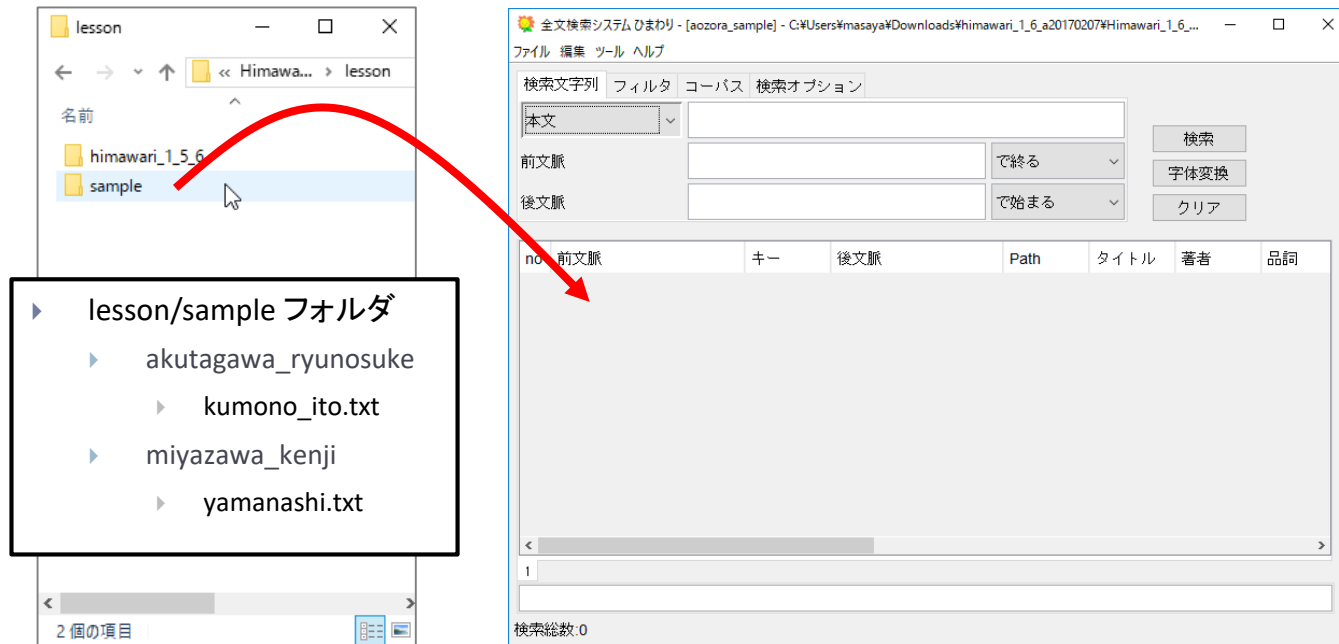 lesson
« Himawa... › lesson
名前
himawari_1_5_6
sample
lesson/sample フォルダ
akutagawa_ryunosuke
kumono_ito.txt
miyazawa_kenji
yamanashi.txt
2 個の項目
全文検索システム ひまわり - [aozora_sample] - C:¥Users¥masaya¥Downloads¥himawari_1_6_a20170207¥Himawari_1_6_...
ファイル 編集 ツール ヘルプ
検索文字列 フィルタ コーパス 検索オプション
本文
検索
前文脈 で終る
字体変換
後文脈 で始まる
クリア
no 前文脈 キー 後文脈 Path タイトル 著者 品詞
1
検索総数:0